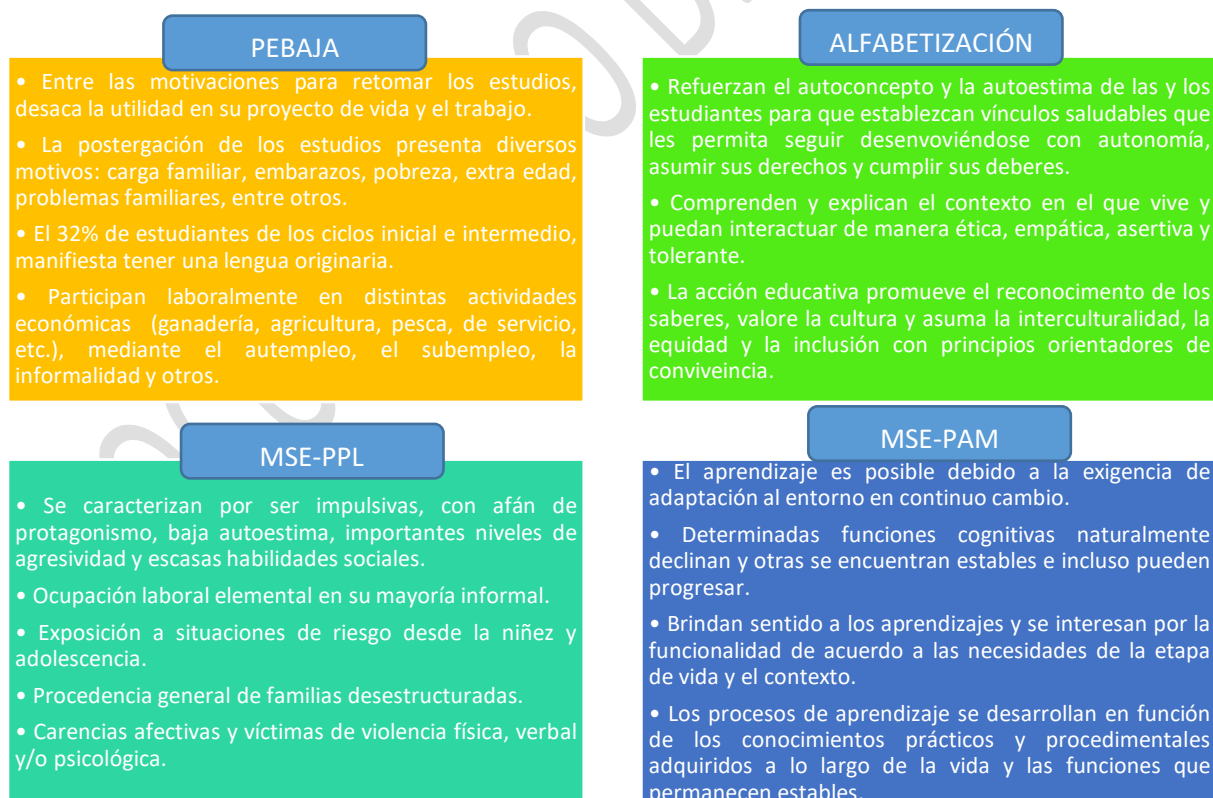 PEBAJA
• Entre las motivaciones para retomar los estudios,
desaca la utilidad en su proyecto de vida y el trabajo.
• La postergación de los estudios presenta diversos
motivos: carga familiar, embarazos, pobreza, extra edad,
problemas familiares, entre otros.
• El 32% de estudiantes de los ciclos inicial e intermedio,
manifiesta tener una lengua originaria.
• Participan laboralmente en distintas actividades
económicas (ganadería, agricultura, pesca, de servicio,
etc.), mediante el autempleo, el subempleo, la
informalidad y otros.
ALFABETIZACIÓN
• Refuerzan el autoconcepto y la autoestima de las y los
estudiantes para que establezcan vínculos saludables que
les permita seguir desenvoviéndose con autonomía,
asumir sus derechos y cumplir sus deberes.
• Comprenden y explican el contexto en el que vive y
puedan interactuar de manera ética, empática, asertiva y
tolerante.
• La acción educativa promueve el reconocimento de los
saberes, valore la cultura y asuma la interculturalidad, la
equidad y la inclusión con principios orientadores de
conviveincia.
MSE-PPL
• Se caracterizan por ser impulsivas, con afán de
protagonismo, baja autoestima, importantes niveles de
agresividad y escasas habilidades sociales.
• Ocupación laboral elemental en su mayoría informal.
• Exposición a situaciones de riesgo desde la niñez y
adolescencia.
• Procedencia general de familias desestructuradas.
• Carencias afectivas y víctimas de violencia física, verbal
y/o psicológica.
MSE-PAM
• El aprendizaje es posible debido a la exigencia de
adaptación al entorno en continuo cambio.
• Determinadas funciones cognitivas naturalmente
declinan y otras se encuentran estables e incluso pueden
progresar.
• Brindan sentido a los aprendizajes y se interesan por la
funcionalidad de acuerdo a las necesidades de la etapa
de vida y el contexto.
• Los procesos de aprendizaje se desarrollan en función
de los conocimientos prácticos y procedimentales
adquiridos a lo largo de la vida y las funciones que
permanecen estables.